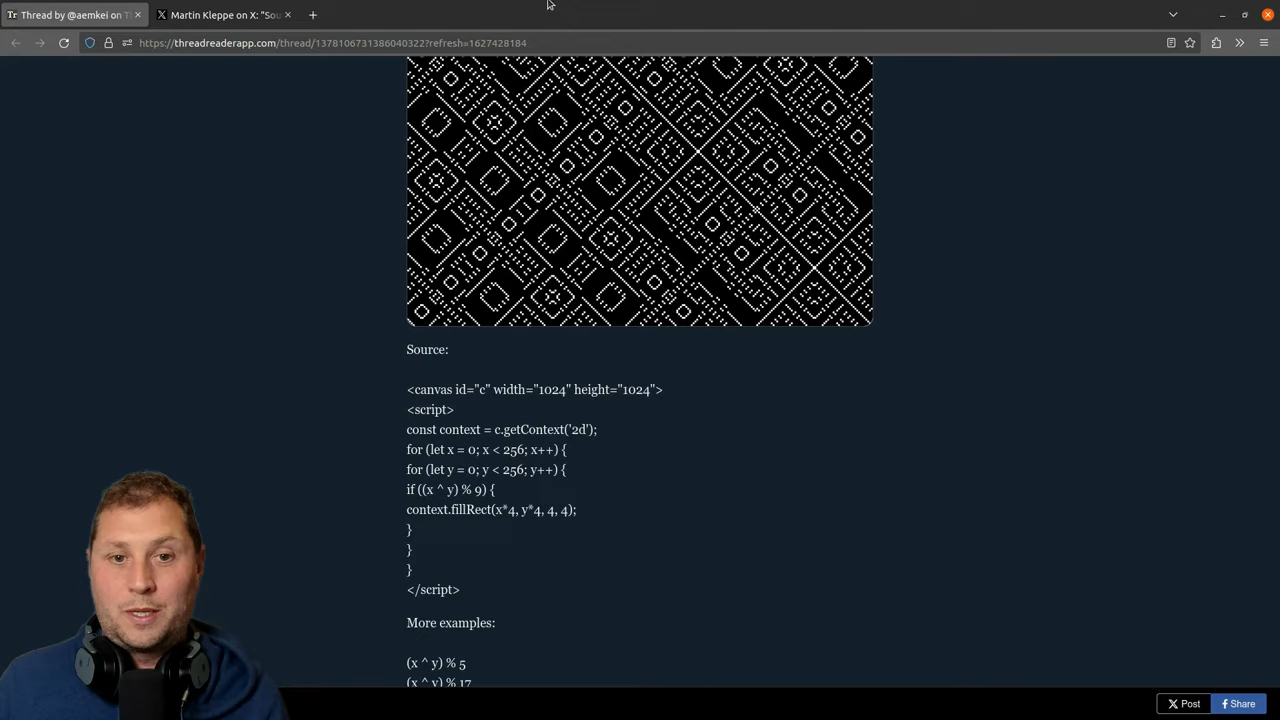 Thread by @aemkei on Th
Martin Kleppe on X: "Sou
https://threadreaderapp.com/thread/1378106731386040322?refresh=1627428184
Source:
<canvas id="c" width="1024" height="1024">
<script>
const context = c.getContext('2d');
for (let x = 0; x < 256; x++) {
for (let y = 0; y < 256; y++) {
if ((x ^ y) % 9) {
context.fillRect(x*4, y*4, 4, 4);
}
}
}
</script>
More examples:
(x ^ y) % 5
(x ^ y) % 17
Post
Share